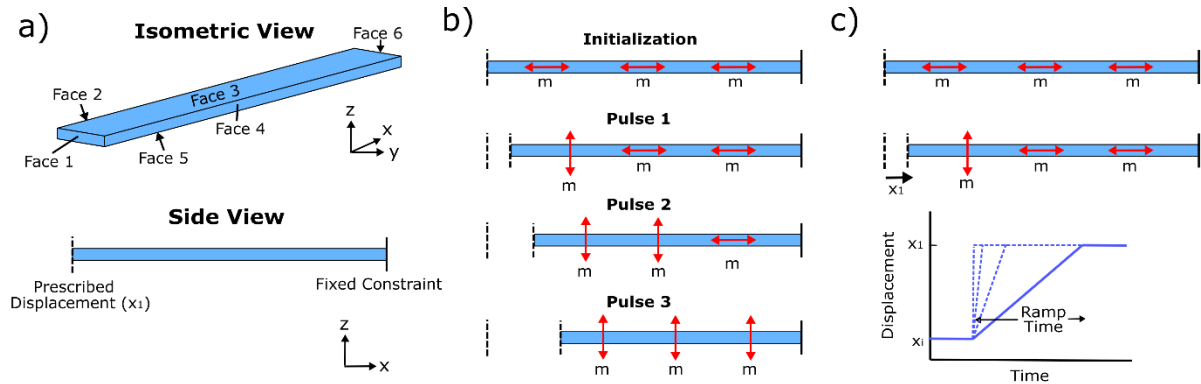 a)
Isometric View
Face 6
Face 2
Face 3
Face 4
Face 1
Face 5
z
x
y
Side View
Prescribed
Displacement (x₁)
Fixed Constraint
z
x
b)
Initialization
m m m
Pulse 1
m m m
Pulse 2
m m m
Pulse 3
m m m
c)
m m m
x₁ m m m
Displacement
x₁
xᵢ
Ramp
Time
Time